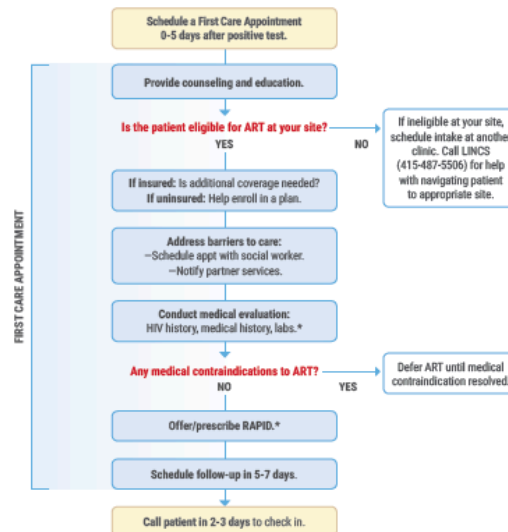 Schedule a First Care Appointment
0-5 days after positive test.
FIRST CARE APPOINTMENT
Provide counseling and education.
Is the patient eligible for ART at your site?
YES
NO
If ineligible at your site,
schedule intake at another
clinic. Call LINCS
(415-487-5506) for help
with navigating patient
to appropriate site.
If insured: Is additional coverage needed?
If uninsured: Help enroll in a plan.
Address barriers to care:
—Schedule appt with social worker.
—Notify partner services.
Conduct medical evaluation:
HIV history, medical history, labs.*
Any medical contraindications to ART?
NO
YES
Defer ART until medical
contraindication resolved.
Offer/prescribe RAPID.*
Schedule follow-up in 5-7 days.
Call patient in 2-3 days to check in.